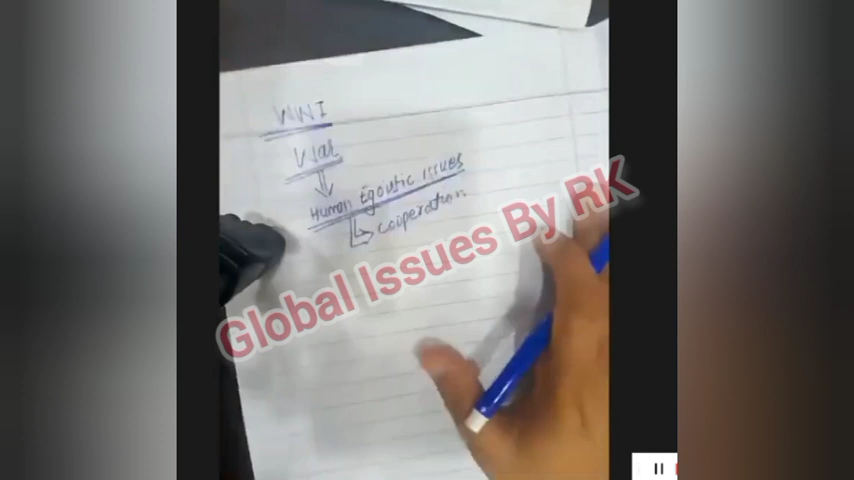 WWI
War
Human Egoistic issues
cooperation
Global Issues By RK